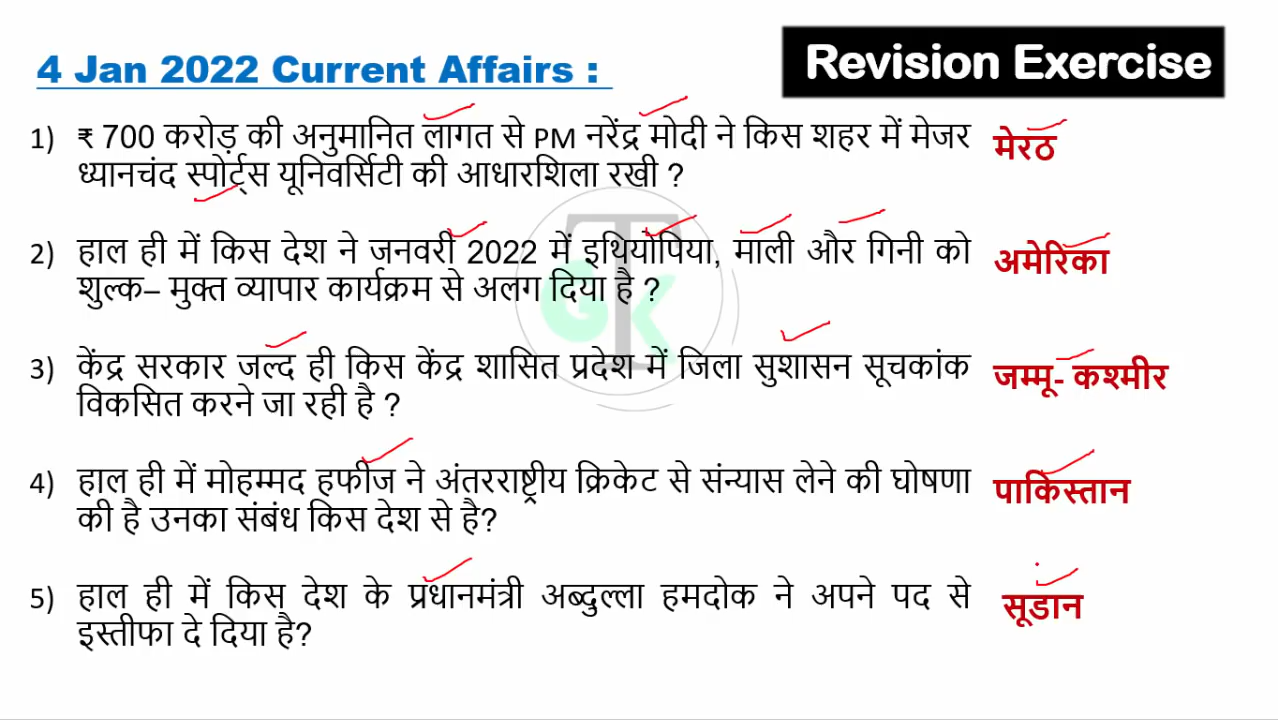 4 Jan 2022 Current Affairs :
Revision Exercise
1) ₹ 700 करोड़ की अनुमानित लागत से PM नरेंद्र मोदी ने किस शहर में मेजर
ध्यानचंद स्पोर्ट्स यूनिवर्सिटी की आधारशिला रखी ?
मेरठ
2) हाल ही में किस देश ने जनवरी 2022 में इथियोपिया, माली और गिनी को
शुल्क– मुक्त व्यापार कार्यक्रम से अलग दिया है ?
अमेरिका
3) केंद्र सरकार जल्द ही किस केंद्र शासित प्रदेश में जिला सुशासन सूचकांक
विकसित करने जा रही है ?
जम्मू- कश्मीर
4) हाल ही में मोहम्मद हफीज ने अंतरराष्ट्रीय क्रिकेट से संन्यास लेने की घोषणा
की है उनका संबंध किस देश से है?
पाकिस्तान
5) हाल ही में किस देश के प्रधानमंत्री अब्दुल्ला हमदोक ने अपने पद से
इस्तीफा दे दिया है?
सूडान
GTK